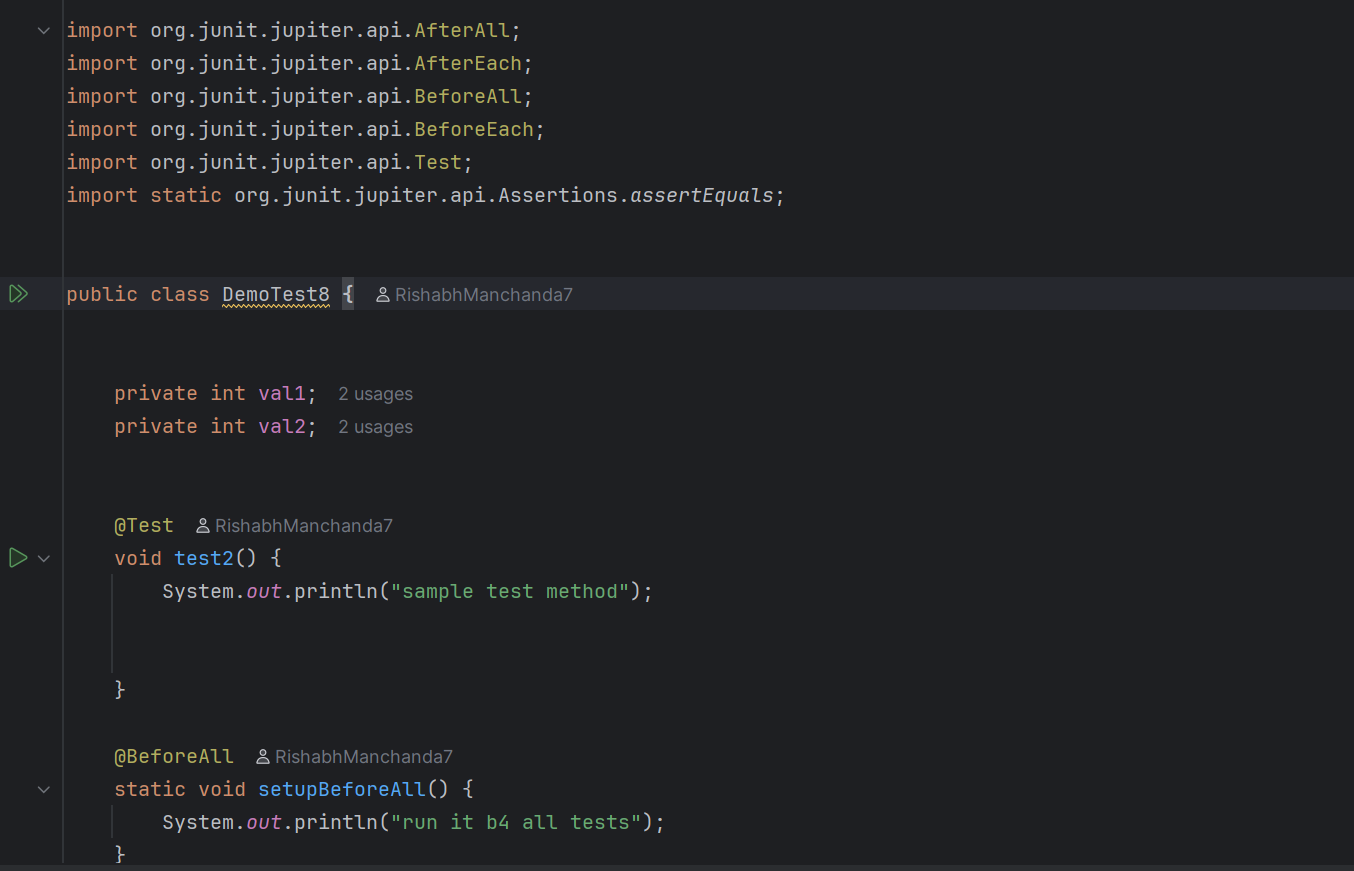 import org.junit.jupiter.api.AfterAll;
import org.junit.jupiter.api.AfterEach;
import org.junit.jupiter.api.BeforeAll;
import org.junit.jupiter.api.BeforeEach;
import org.junit.jupiter.api.Test;
import static org.junit.jupiter.api.Assertions.assertEquals;
public class DemoTest8 { RishabhManchanda7
private int val1; 2 usages
private int val2; 2 usages
@Test RishabhManchanda7
void test2() {
System.out.println("sample test method");
}
@BeforeAll RishabhManchanda7
static void setupBeforeAll() {
System.out.println("run it b4 all tests");
}